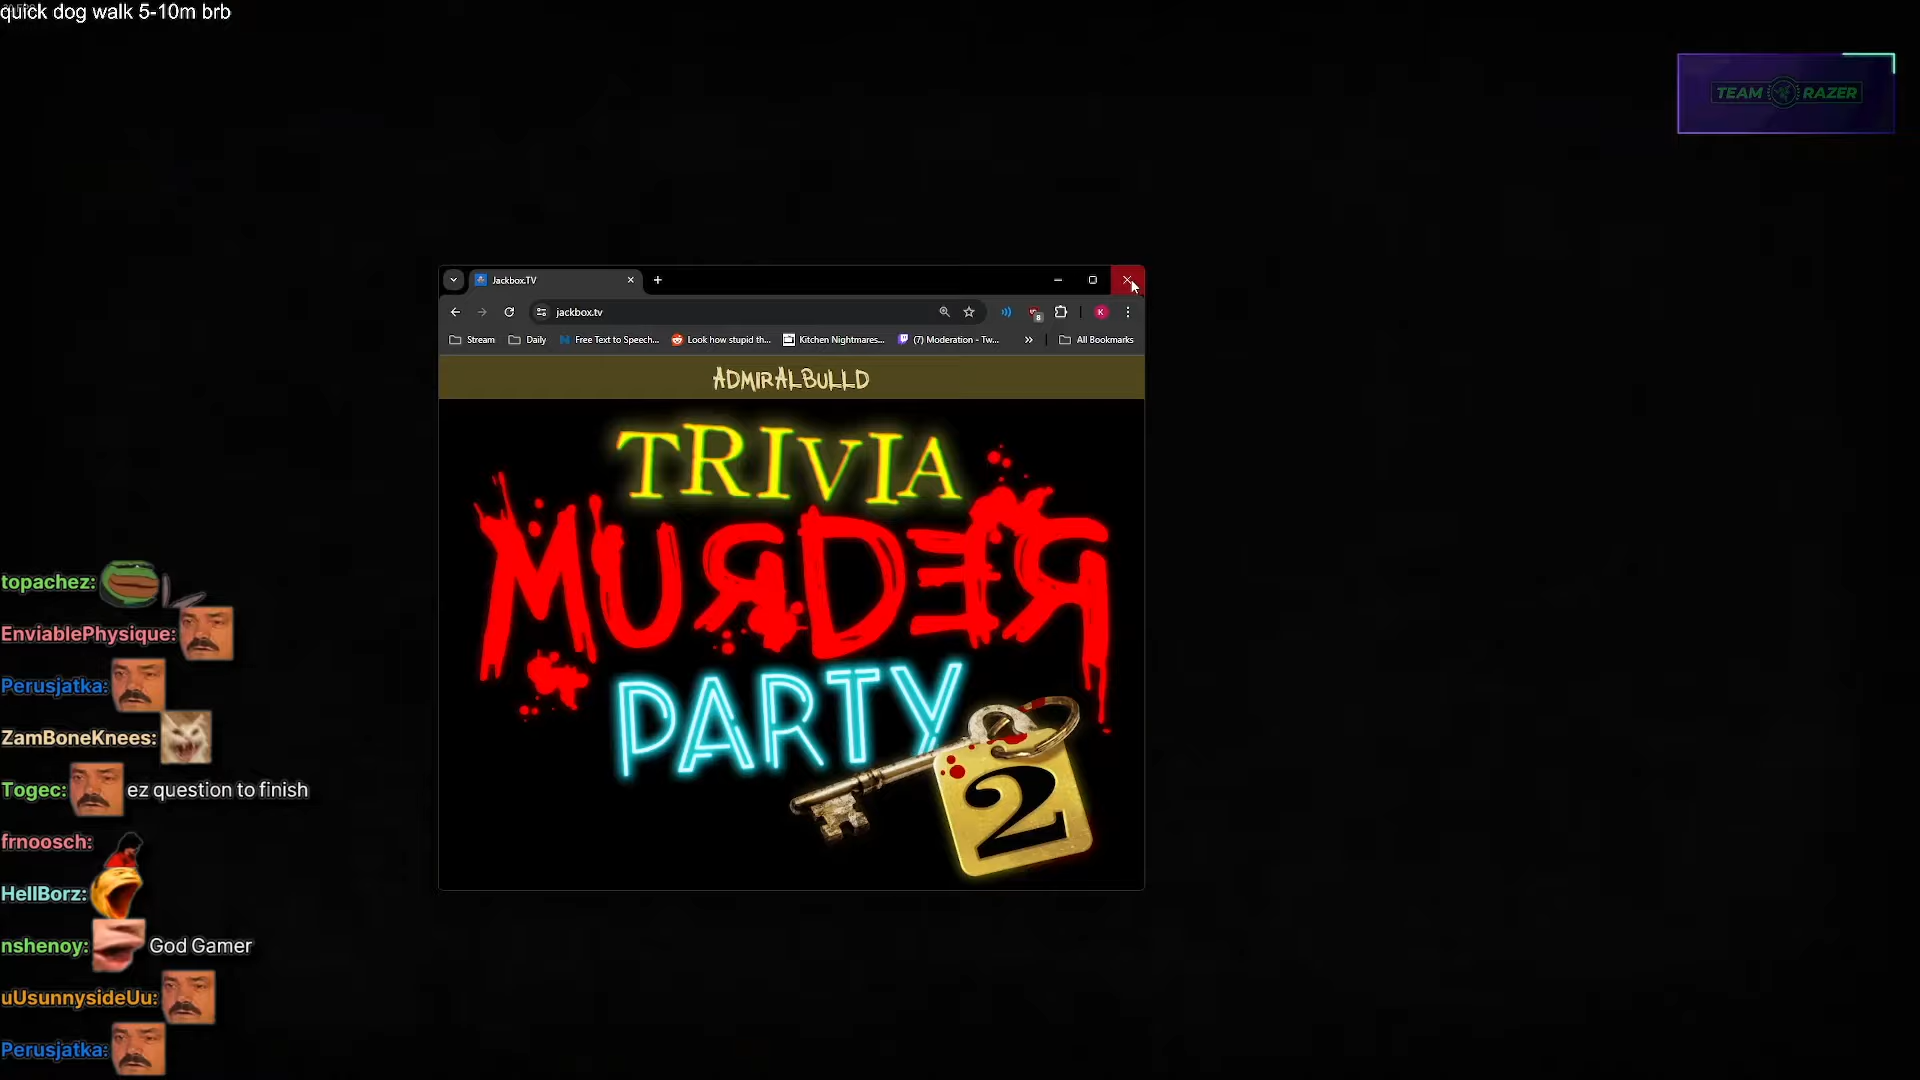 quick dog walk 5-10m brb
TEAM RAZER
Jackbox.TV
jackbox.tv
8
K
Stream
Daily
Free Text to Speech...
Look how stupid th...
Kitchen Nightmares...
(7) Moderation - Tw...
All Bookmarks
ADMIRALBULLD
TRIVIA
MURDER
PARTY
2
topachez:
EnviablePhysique:
Perusjatka:
ZamBoneKnees:
Togec: ez question to finish
frnoosch:
HellBorz:
nshenoy: God Gamer
uUsunnysideUu:
Perusjatka: